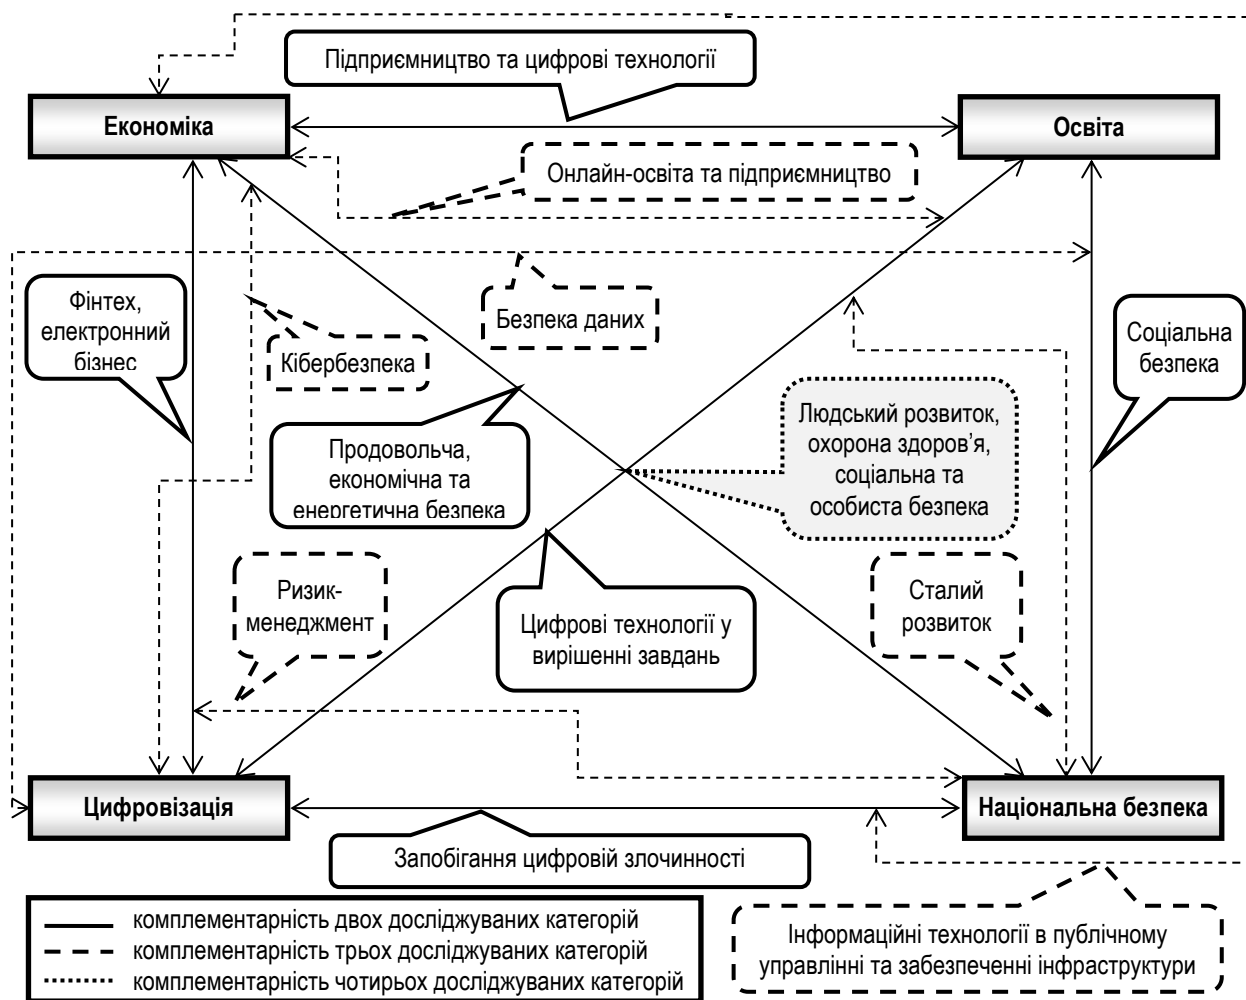 Підприємництво та цифрові технології
Економіка
Освіта
Онлайн-освіта та підприємництво
Фінтех,
електронний
бізнес
Безпека даних
Кібербезпека
Соціальна
безпека
Людський розвиток,
охорона здоров’я,
соціальна та
особиста безпека
Продовольча,
економічна та
енергетична безпека
Ризик-
менеджмент
Цифрові технології у
вирішенні завдань
Сталий
розвиток
Цифровізація
Національна безпека
Запобігання цифровій злочинності
комплементарність двох досліджуваних категорій
комплементарність трьох досліджуваних категорій
комплементарність чотирьох досліджуваних категорій
Інформаційні технології в публічному
управлінні та забезпеченні інфраструктури